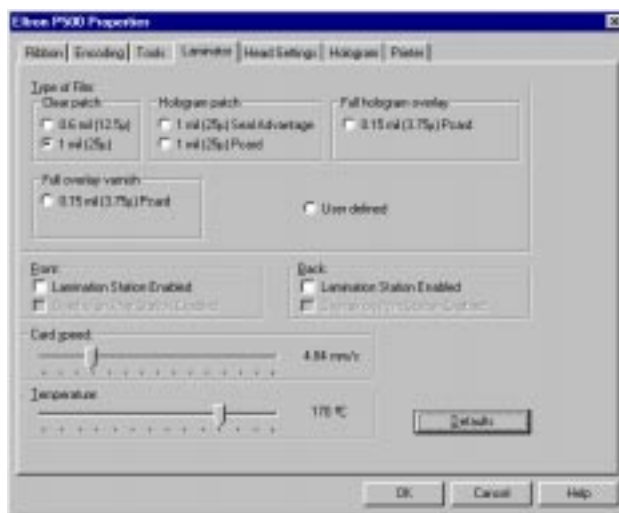 Eltron P500 Properties
Ribbon Encoding Tools Laminator Head Settings Hologram Printer
Type of Film:
Clear patch Hologram patch Full hologram overlay
0.6 mil (12.5µ) 1 mil (25µ) Seal Advantage 0.15 mil (3.75µ) Pcard
1 mil (25µ) 1 mil (25µ) Pcard
Full overlay varnish
0.15 mil (3.75µ) Pcard User defined
Front: Back:
Lamination Station Enabled Lamination Station Enabled
Card speed:
4.84 mm/s
Temperature:
170 ºC
Defaults
OK Cancel Help